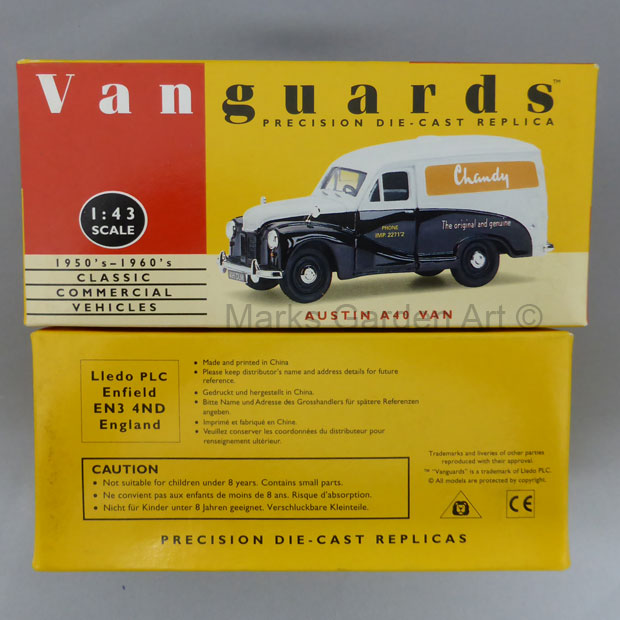 Vanguards™
PRECISION DIE-CAST REPLICA
1:43
SCALE
1950's-1960's
CLASSIC
COMMERCIAL
VEHICLES
Chandy
PHONE
The original and genuine
AUSTIN A40 VAN
Marks Garden Art ©
Lledo PLC
Enfield
EN3 4ND
England
• Made and printed in China
• Please keep distributor's name and address details for future
reference.
• Gedruckt und hergestellt in China.
• Bitte Name und Adresse des Grosshandlers für spätere Referenzen
angeben.
• Imprimé et fabriqué en Chine.
• Veuillez conserver les coordonnées du distributeur pour
renseignement ultérieur.
Trademarks and liveries of other parties
reproduced with their approval.
™ "Vanguards" is a trademark of Lledo PLC.
© All models are protected by copyright.
CAUTION
• Not suitable for children under 8 years. Contains small parts.
• Ne convient pas aux enfants de moins de 8 ans. Risque d'absorption.
• Nicht für Kinder unter 8 Jahren geeignet. Verschluckbare Kleinteile.
CE
PRECISION DIE-CAST REPLICAS